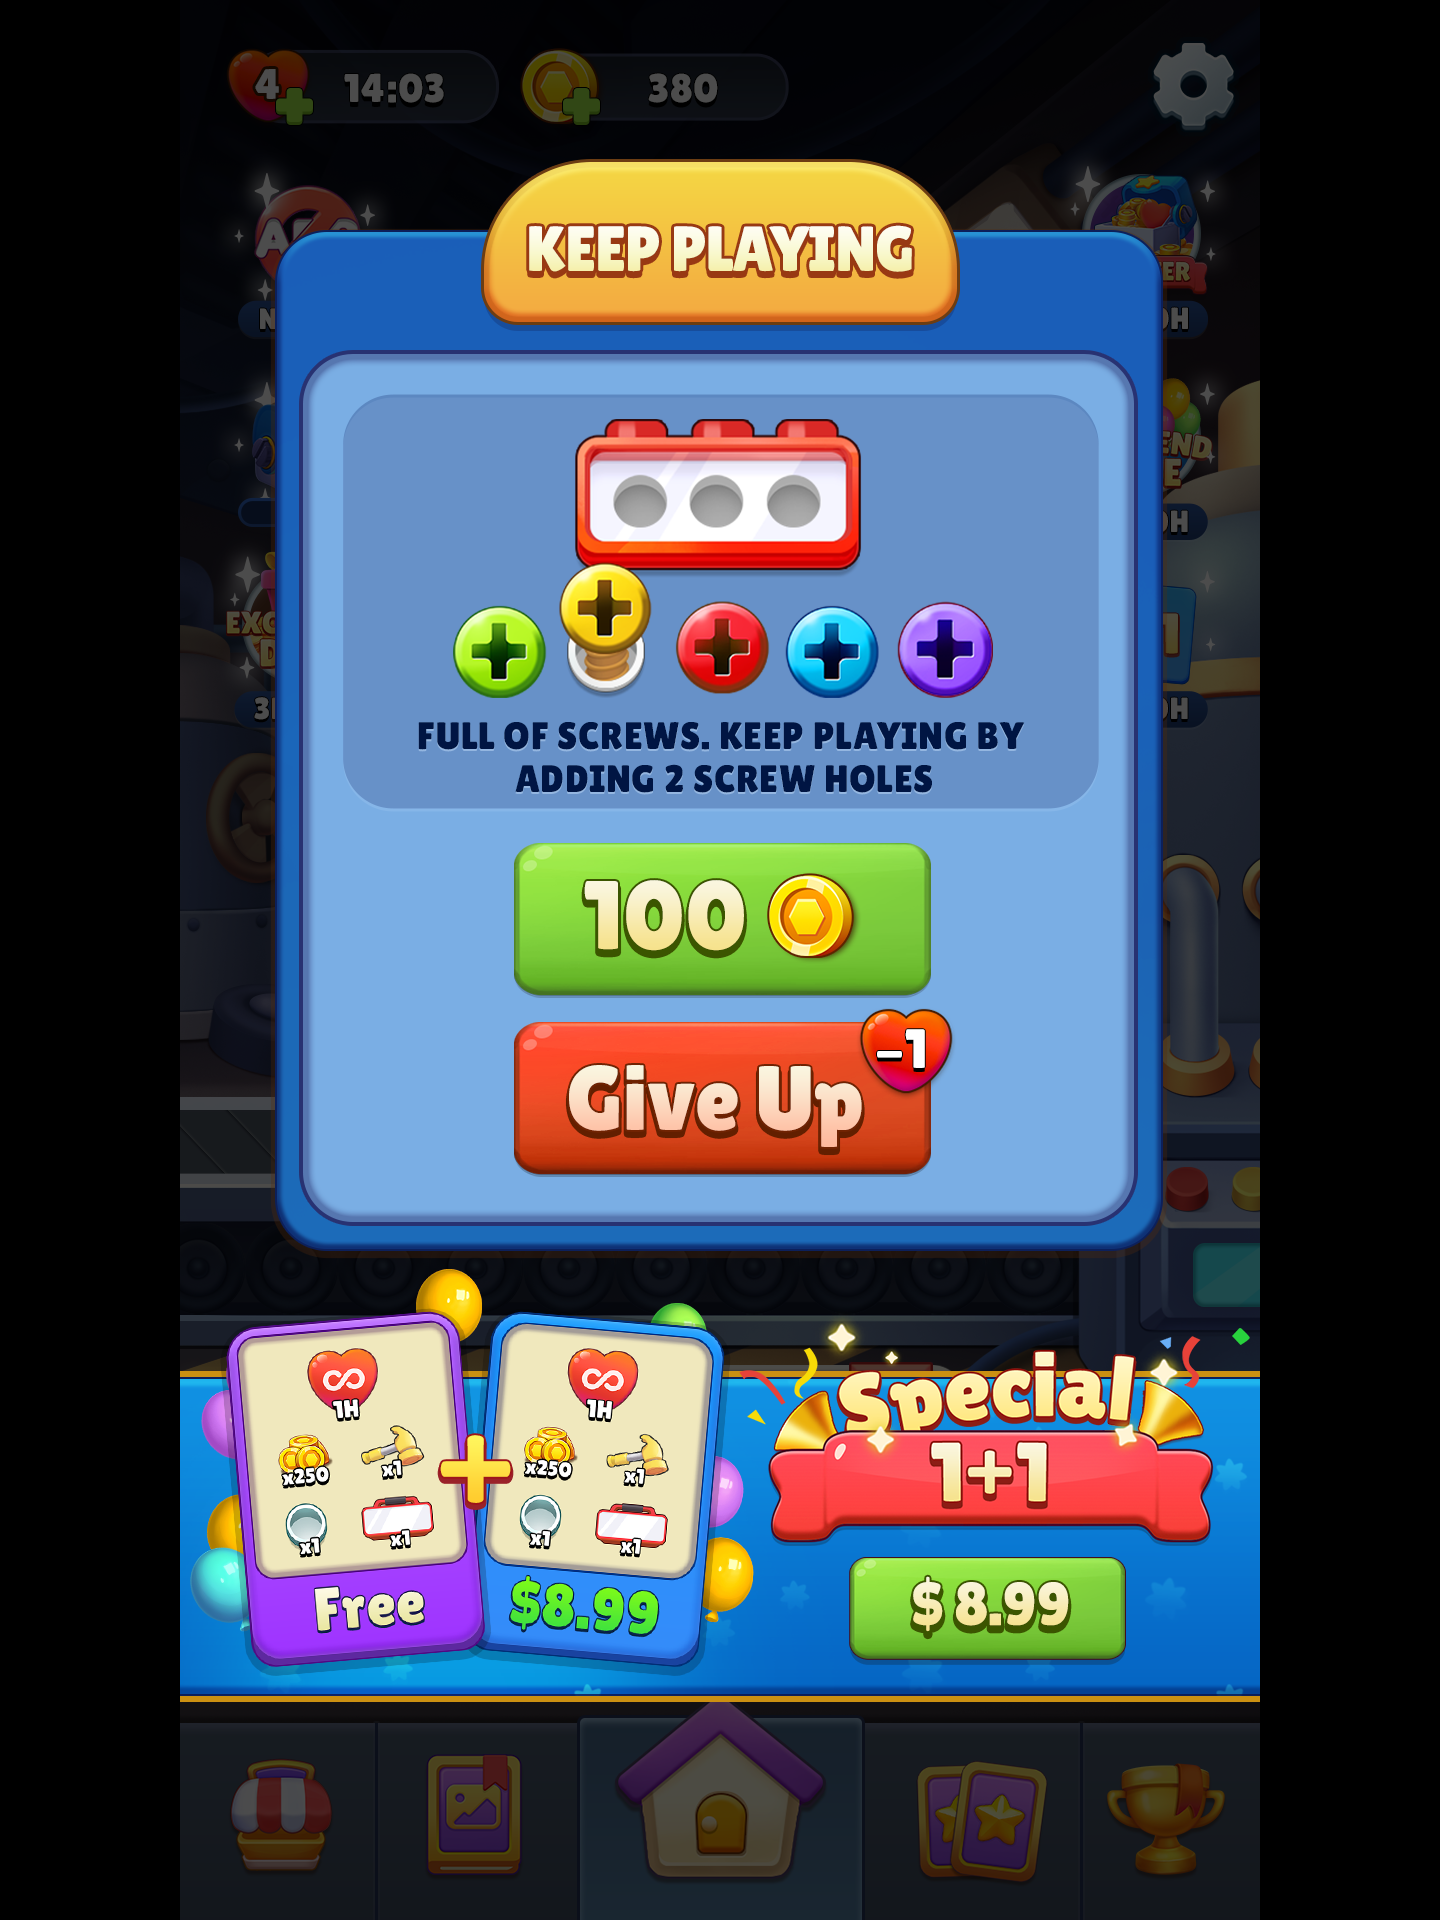 4
14:03
380
KEEP PLAYING
FULL OF SCREWS. KEEP PLAYING BY
ADDING 2 SCREW HOLES
100
-1
Give Up
1H
x250
x1
x1
x1
Free
1H
x250
x1
x1
x1
$8.99
Special
1+1
$8.99